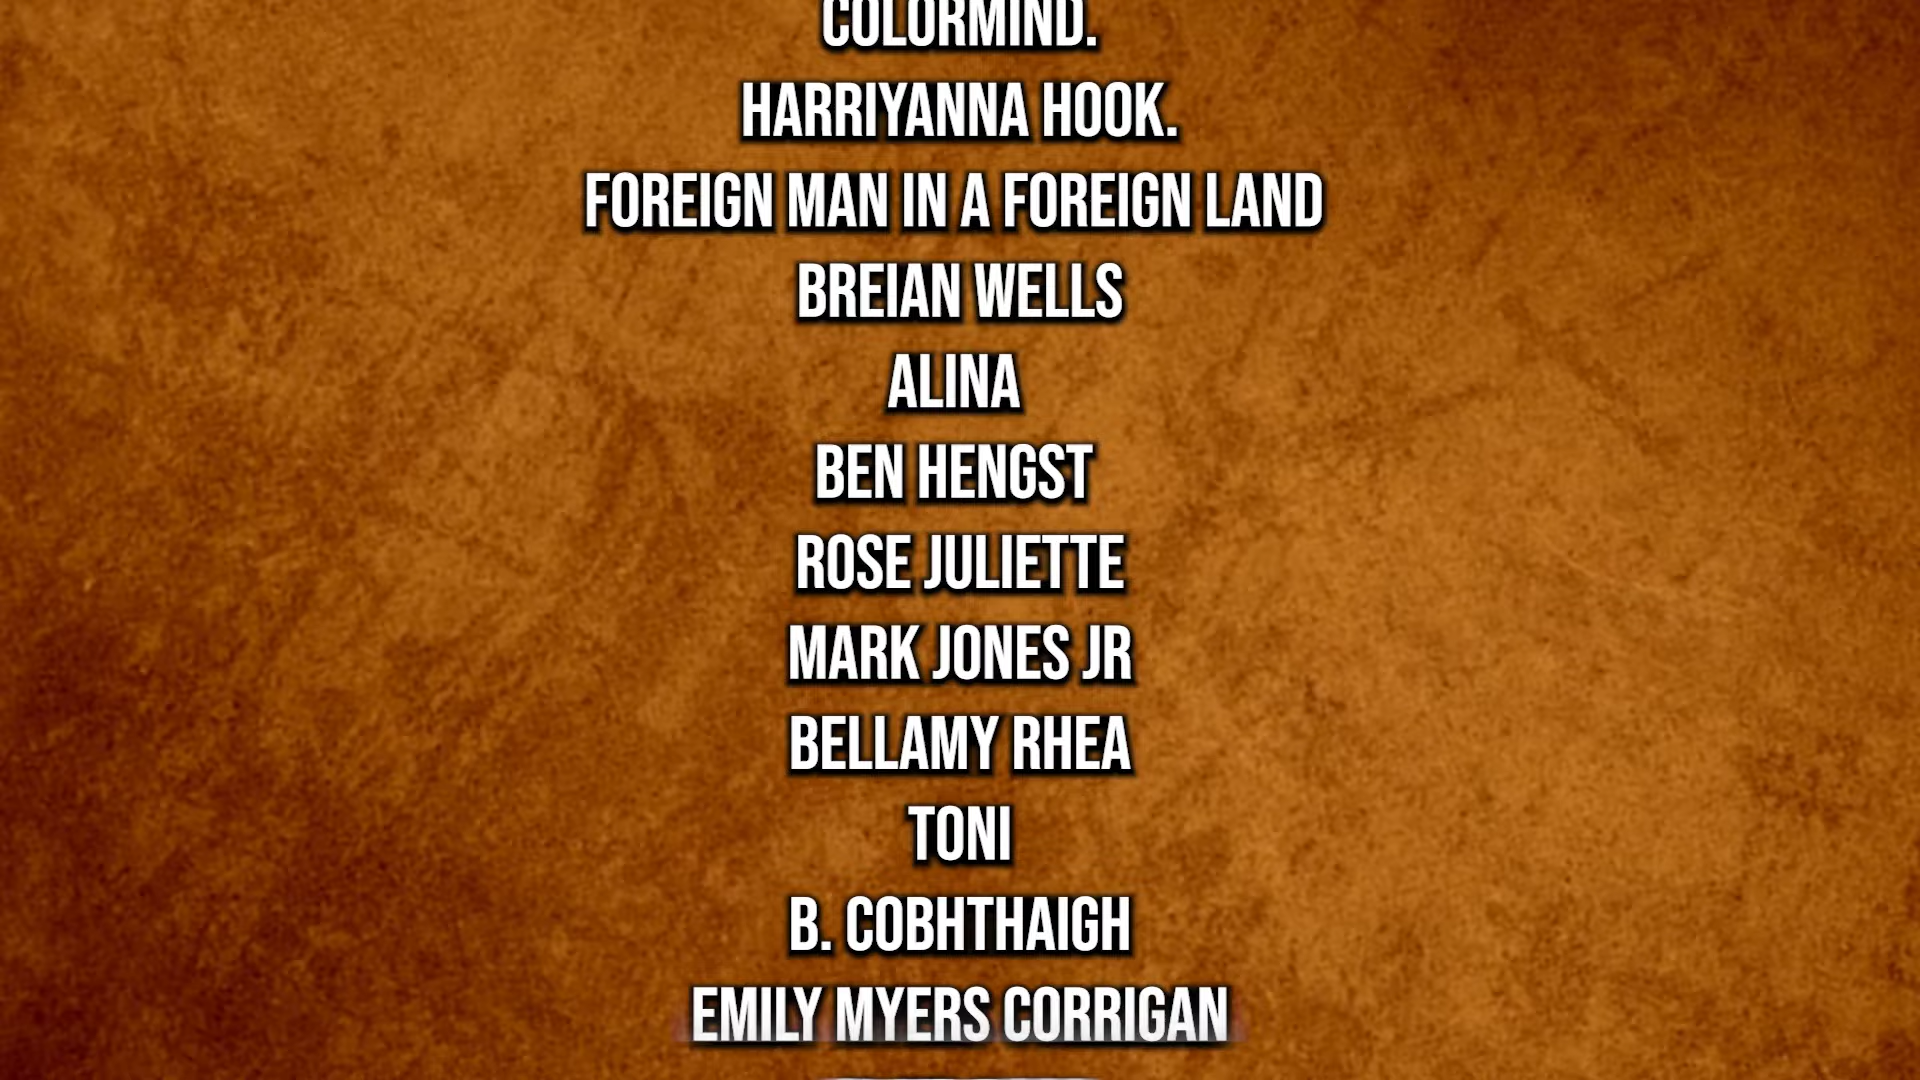 COLORMIND.
HARRIYANNA HOOK.
FOREIGN MAN IN A FOREIGN LAND
BREIAN WELLS
ALINA
BEN HENGST
ROSE JULIETTE
MARK JONES JR
BELLAMY RHEA
TONI
B. COBHTHAIGH
EMILY MYERS CORRIGAN